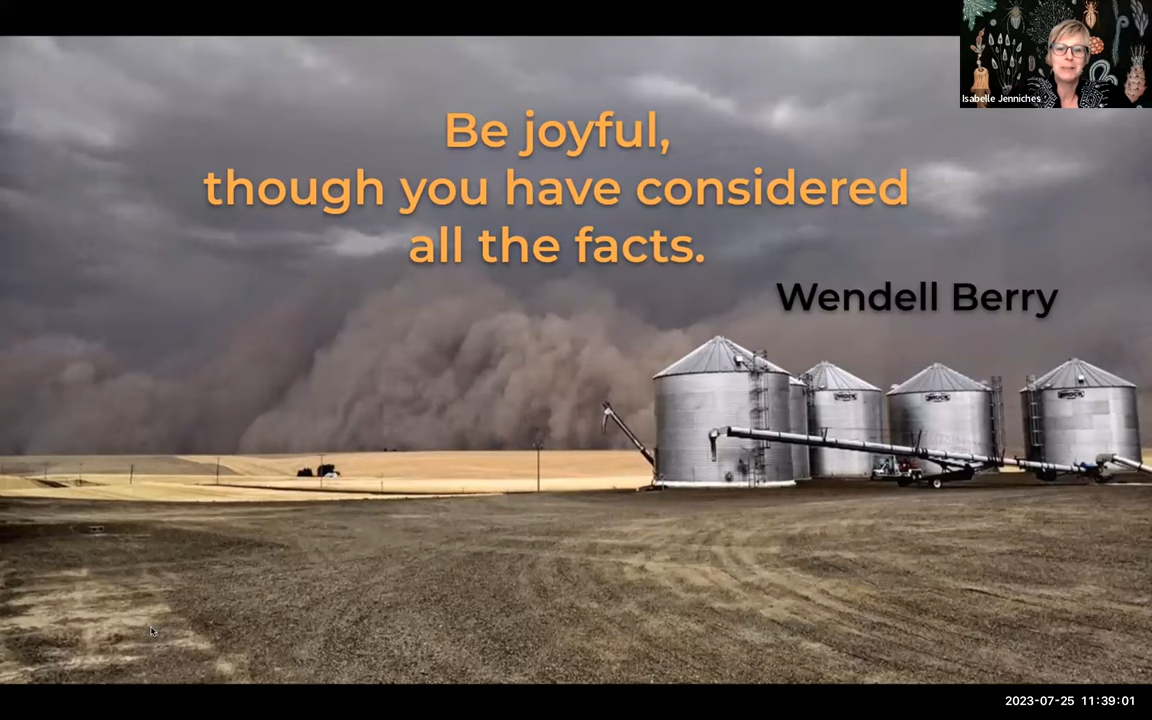 Isabelle Jenniches
Be joyful,
though you have considered
all the facts.
Wendell Berry
2023-07-25 11:39:01